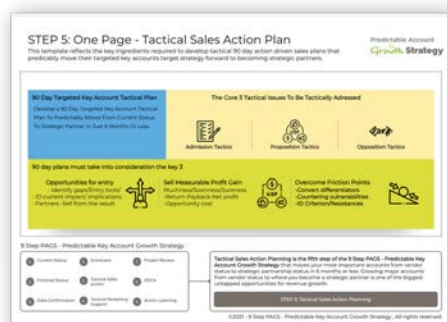 STEP 5: One Page - Tactical Sales Action Plan
This template reflects the key ingredients required to develop tactical 90 day action driven sales plans that
predicably move their targeted key accounts target strategy forward to becoming strategic partners.
Predictable Account
Growth Strategy
90 Day Targeted Key Account Tactical Plan
Develop a 90 Day Targeted Key Account Tactical
Plan To Predictably Moves From Current Status
To Strategic Partner in Just 6 Months Or Less.
The Core 3 Tactical Issues To Be Tactically Adressed
Admission Tactics
Proposition Tactics
Opposition Tactics
90 day plans must take into consideration the key 3
Opportunities for entry
- Identify gaps/Entry tools/
ID current impact/ implications
- Partners -Sell from the result
Sell Measurable Profit Gain
Muchness/Soonness/Sureness
- Return Payback-Net profit
- Opportunity cost
USP
Overcome Friction Points
- Convert differentiators
- Countering vulnerabilities
- ID Criterion/Resistances
9 Step PAGS - Predictable Key Account Growth Strategy
Current Status
Scorecard
Project Review
Finished Status
Tactical Sales
Action
PDCA
Data Confirmation
Tactical Marketing
Support
Action Learning
Tactical Sales Action Planning is the fifth step of the 9 Step PAGS - Predictable Key
Account Growth Strategy that moves your most important accounts from vendor
status to strategic partnership status in 6 months or less. Growing major accounts
from vendor status to where you become a strategic partner is one of the biggest
untapped opportunities for revenue growth.
STEP 5 Tactical Sales Action Planning
©2021 - 9 Step PAGS - Predictable Key Account Growth Strategy , All rights reserved